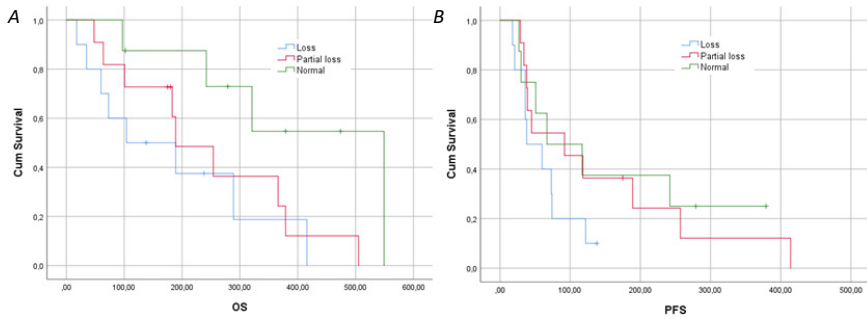 A
Cum Survival
1,0
0,8
0,6
0,4
0,2
0,0
Loss
Partial loss
Normal
,00 100,00 200,00 300,00 400,00 500,00 600,00
OS
B
Cum Survival
1,0
0,8
0,6
0,4
0,2
0,0
Loss
Partial loss
Normal
,00 100,00 200,00 300,00 400,00 500,00
PFS